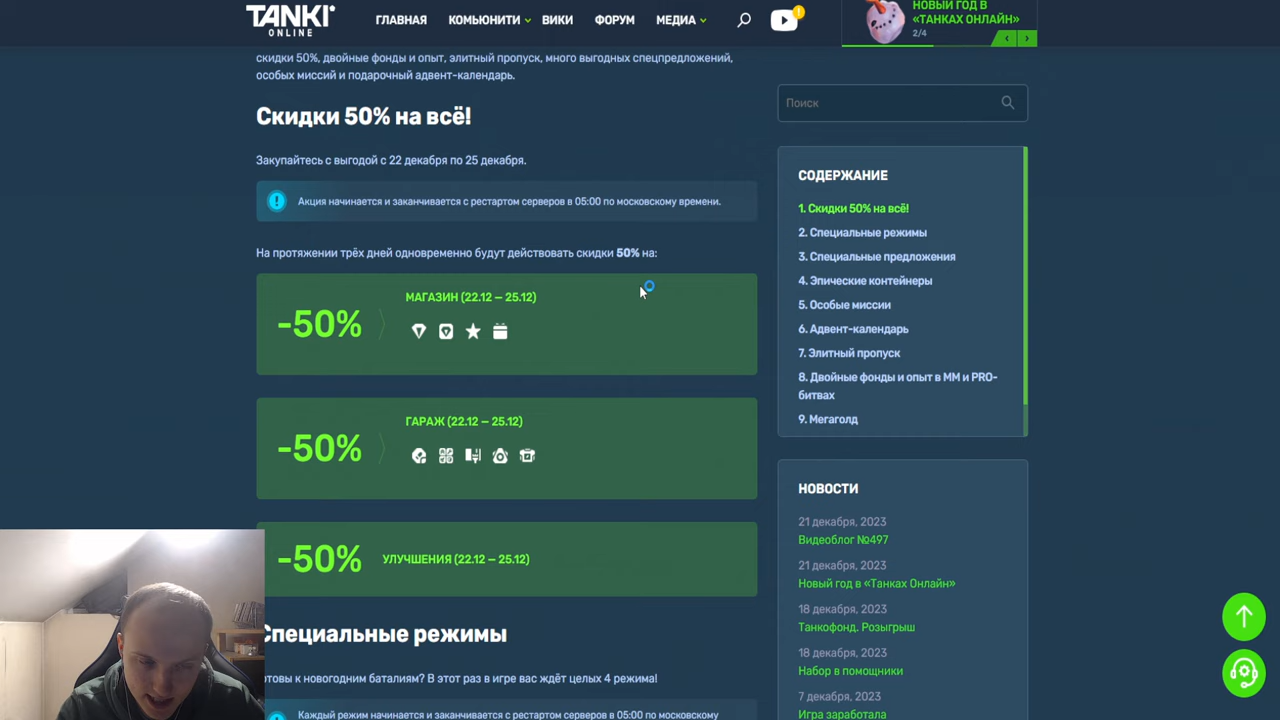 TANKI
ONLINE
ГЛАВНАЯ
КОМЬЮНИТИ
ВИКИ
ФОРУМ
МЕДИА
НОВЫЙ ГОД В
«ТАНКАХ ОНЛАЙН»
2/4
скидки 50%, двойные фонды и опыт, элитный пропуск, много выгодных спецпредложений,
особых миссий и подарочный адвент-календарь.
Скидки 50% на всё!
Закупайтесь с выгодой с 22 декабря по 25 декабря.
Акция начинается и заканчивается с рестартом серверов в 05:00 по московскому времени.
На протяжении трёх дней одновременно будут действовать скидки 50% на:
-50%
МАГАЗИН (22.12 – 25.12)
-50%
ГАРАЖ (22.12 – 25.12)
-50%
УЛУЧШЕНИЯ (22.12 – 25.12)
Специальные режимы
отовы к новогодним баталиям? В этот раз в игре вас ждёт целых 4 режима!
Каждый режим начинается и заканчивается с рестартом серверов в 05:00 по московскому
Поиск
СОДЕРЖАНИЕ
1. Скидки 50% на всё!
2. Специальные режимы
3. Специальные предложения
4. Эпические контейнеры
5. Особые миссии
6. Адвент-календарь
7. Элитный пропуск
8. Двойные фонды и опыт в ММ и PRO-
битвах
9. Мегаголд
НОВОСТИ
21 декабря, 2023
Видеоблог №497
21 декабря, 2023
Новый год в «Танках Онлайн»
18 декабря, 2023
Танкофонд. Розыгрыш
18 декабря, 2023
Набор в помощники
7 декабря, 2023
Игра заработала